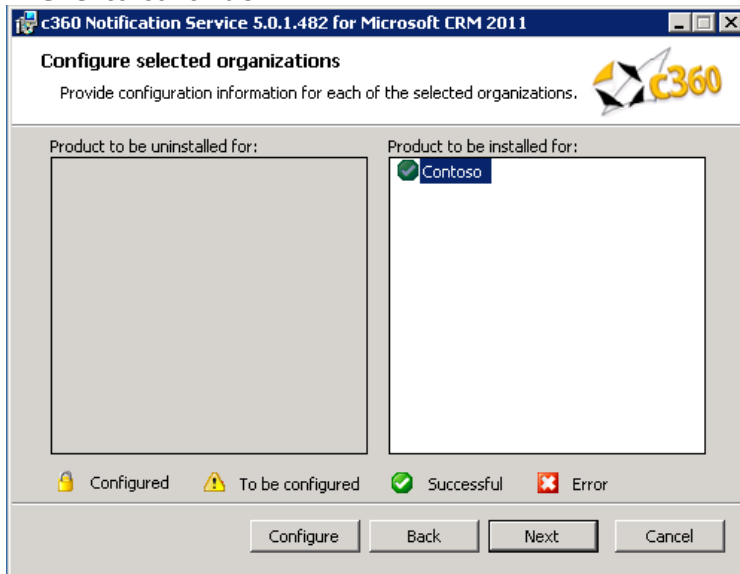 c360 Notification Service 5.0.1.482 for Microsoft CRM 2011
Configure selected organizations
Provide configuration information for each of the selected organizations.
c360
Product to be uninstalled for:
Product to be installed for:
Contoso
Configured
To be configured
Successful
Error
Configure
Back
Next
Cancel